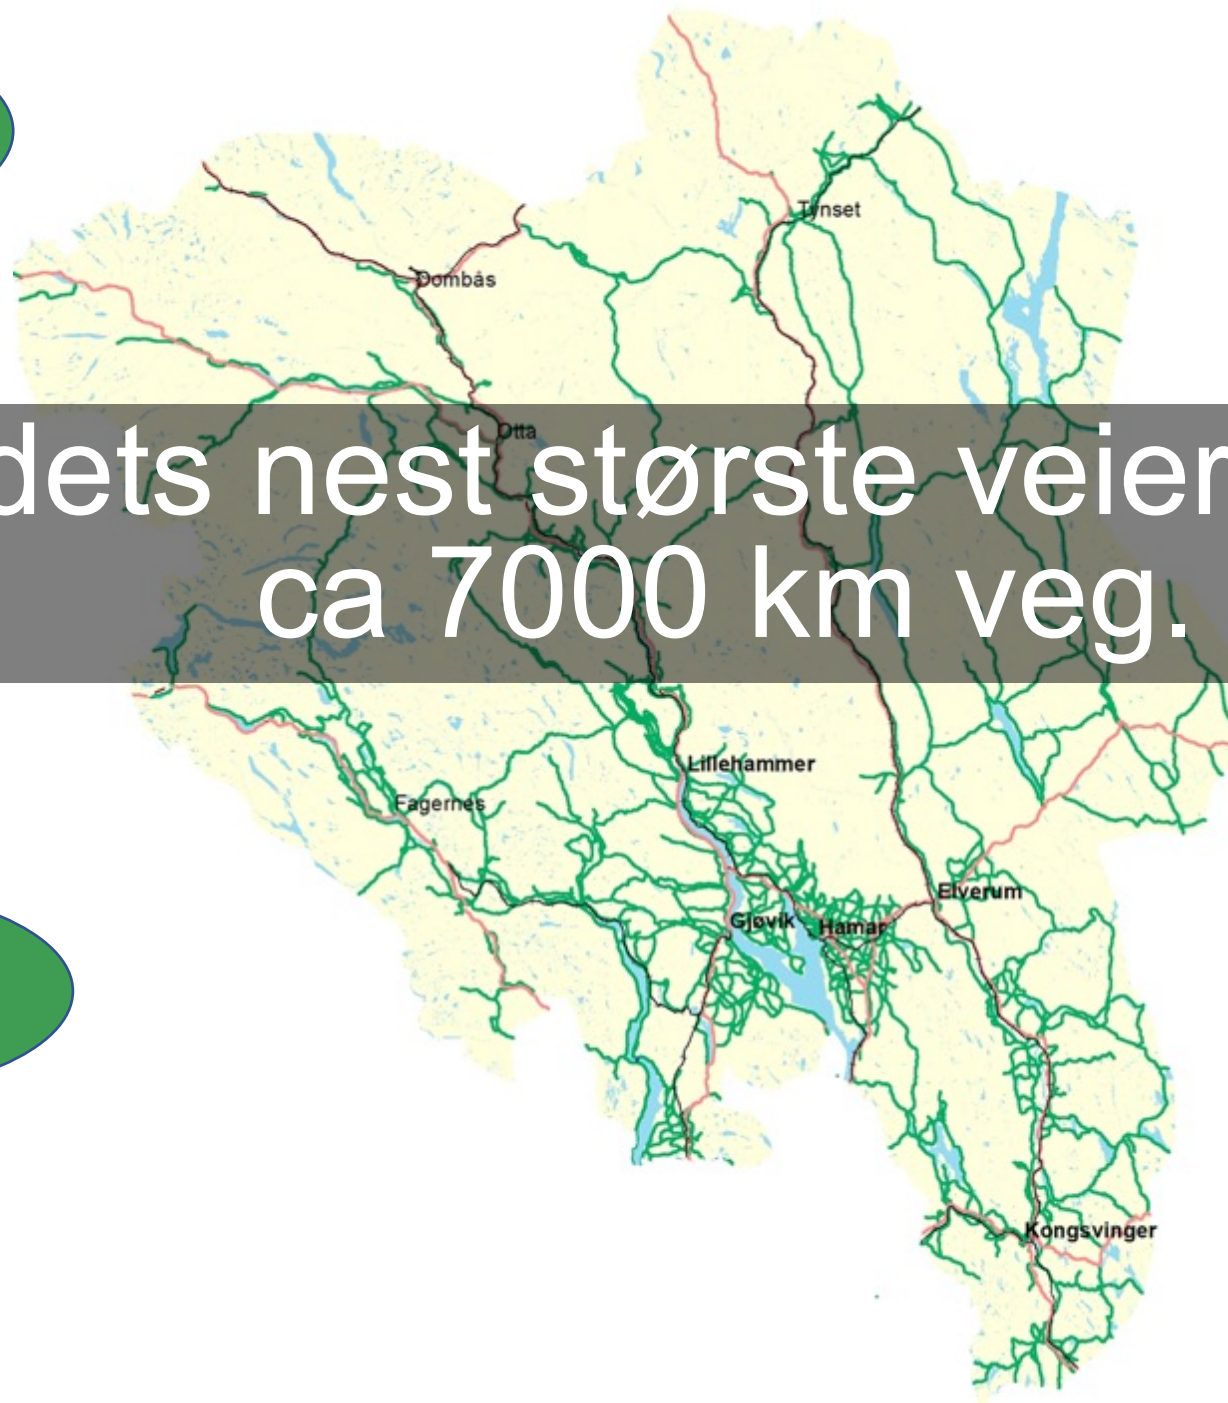 Tynset
Dombås
Otta
dets nest største veier
ca 7000 km veg.
Lillehammer
Fagernes
Elverum
Gjøvik
Hamar
Kongsvinger